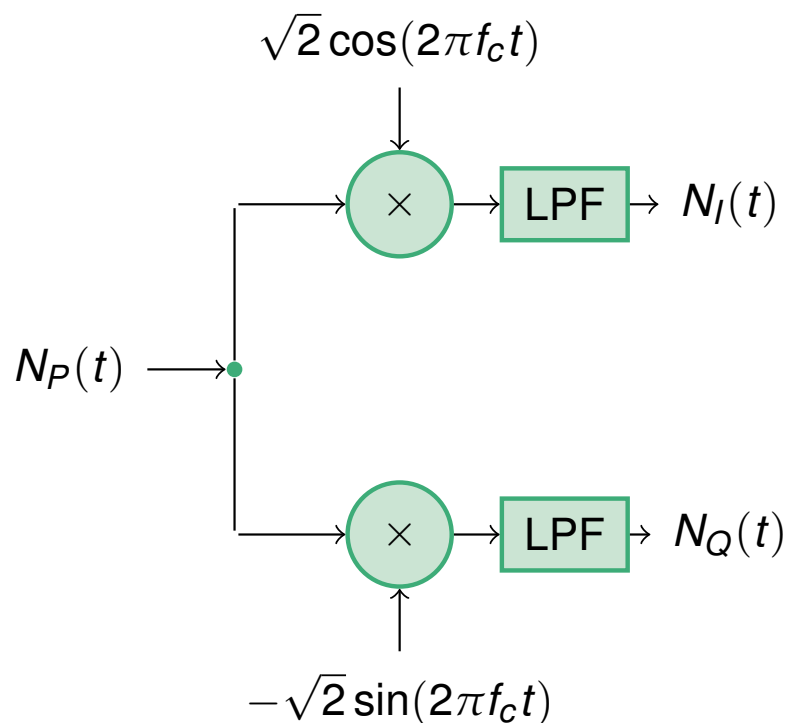 √2 cos(2πf_c t)
× LPF N_I(t)
N_P(t)
× LPF N_Q(t)
−√2 sin(2πf_c t)